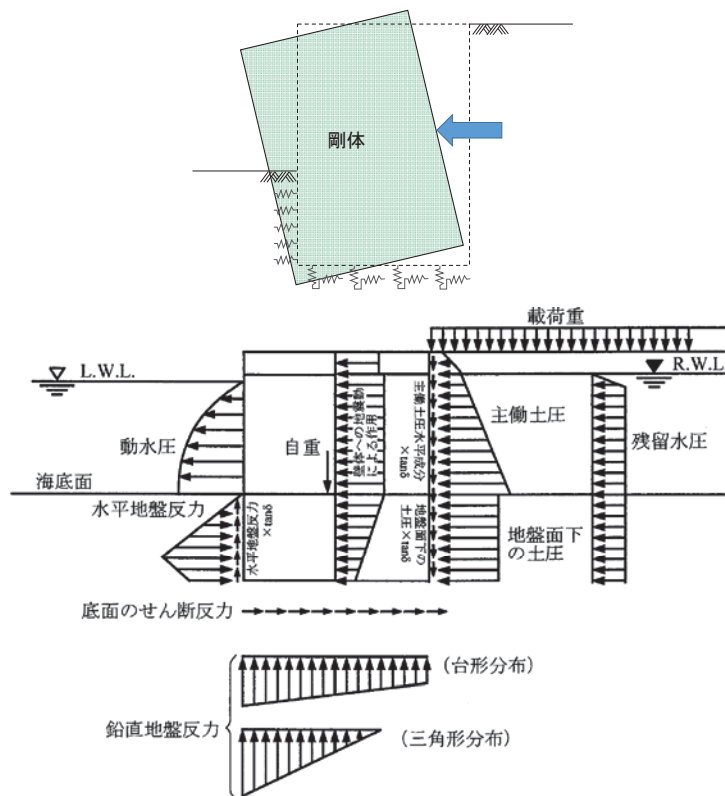 剛体
載荷重
L.W.L.
R.W.L
動水圧
自重
壁体への地震動
による作用
主働土圧水平成分
×tanδ
主働土圧
残留水圧
海底面
水平地盤反力
水平地盤反力
×tanδ
地盤面下の
土圧×tanδ
地盤面下
の土圧
底面のせん断反力
(台形分布)
鉛直地盤反力
(三角形分布)